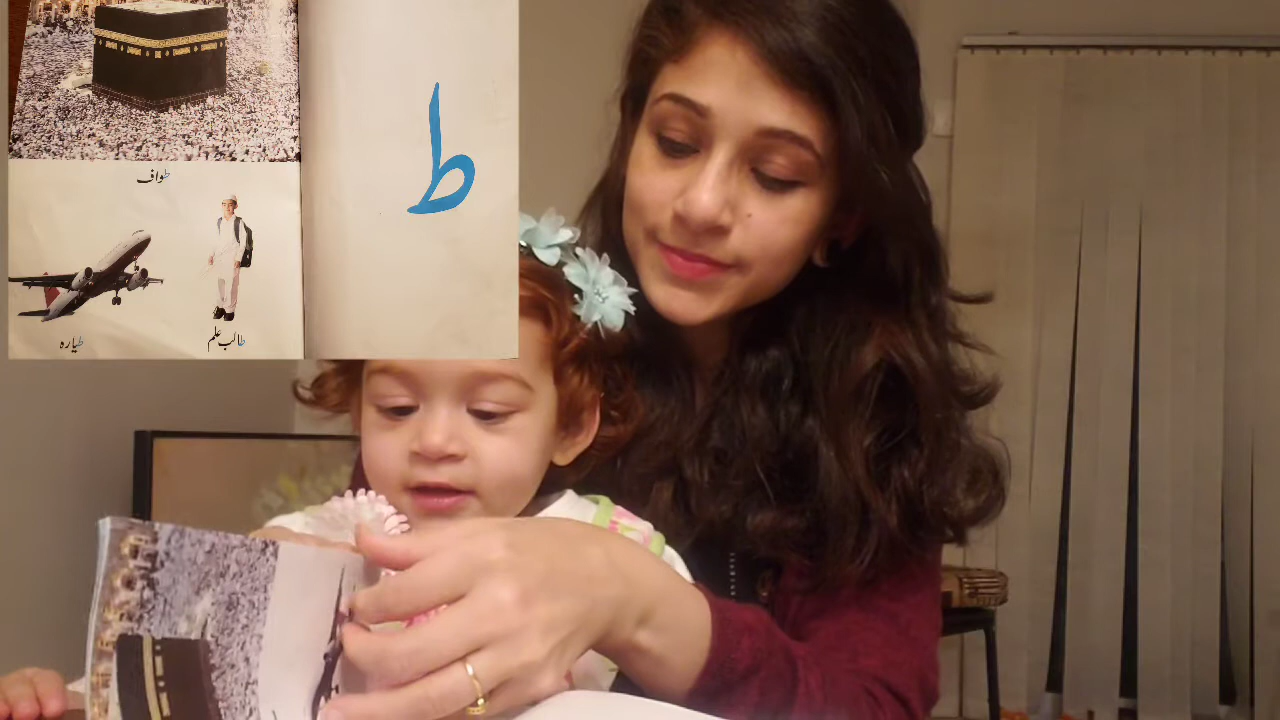 ط
طواف
طالب علم
طیارہ